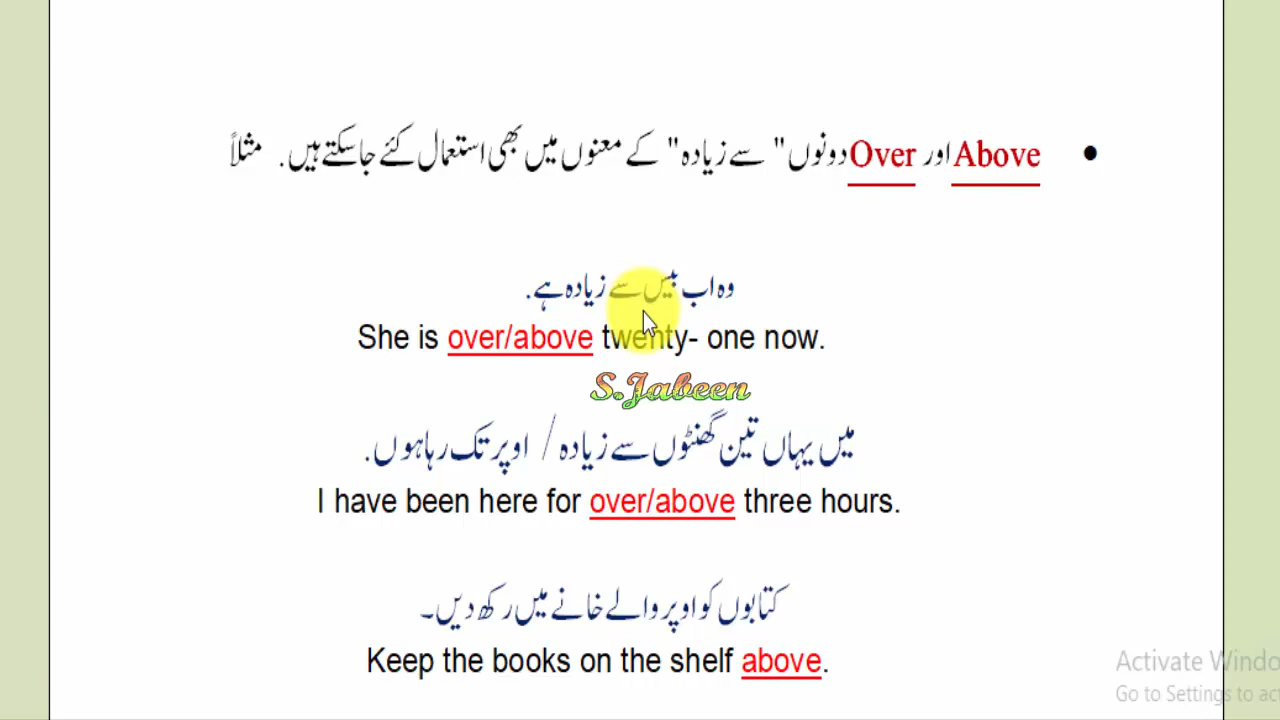 • Above اور Over دونوں" سے زیادہ" کے معنوں میں بھی استعمال کئے جاسکتے ہیں. مثلاً
وہ اب بیس سے زیادہ ہے.
She is over/above twenty- one now.
S.Jabeen
میں یہاں تین گھنٹوں سے زیادہ / اوپر تک رہا ہوں.
I have been here for over/above three hours.
کتابوں کو اوپر والے خانے میں رکھ دیں۔
Keep the books on the shelf above.
Activate Windo
Go to Settings to act